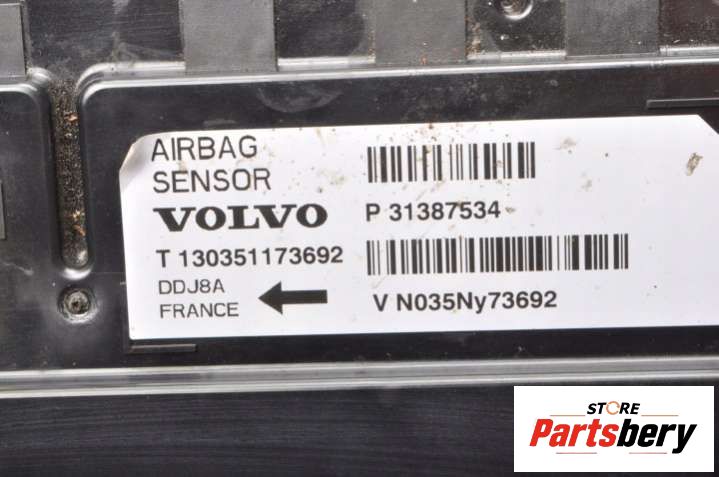 AIRBAG
SENSOR
VOLVO
P 31387534
T 130351173692
DDJ8A
FRANCE
V N035Ny73692
STORE
Partsbery